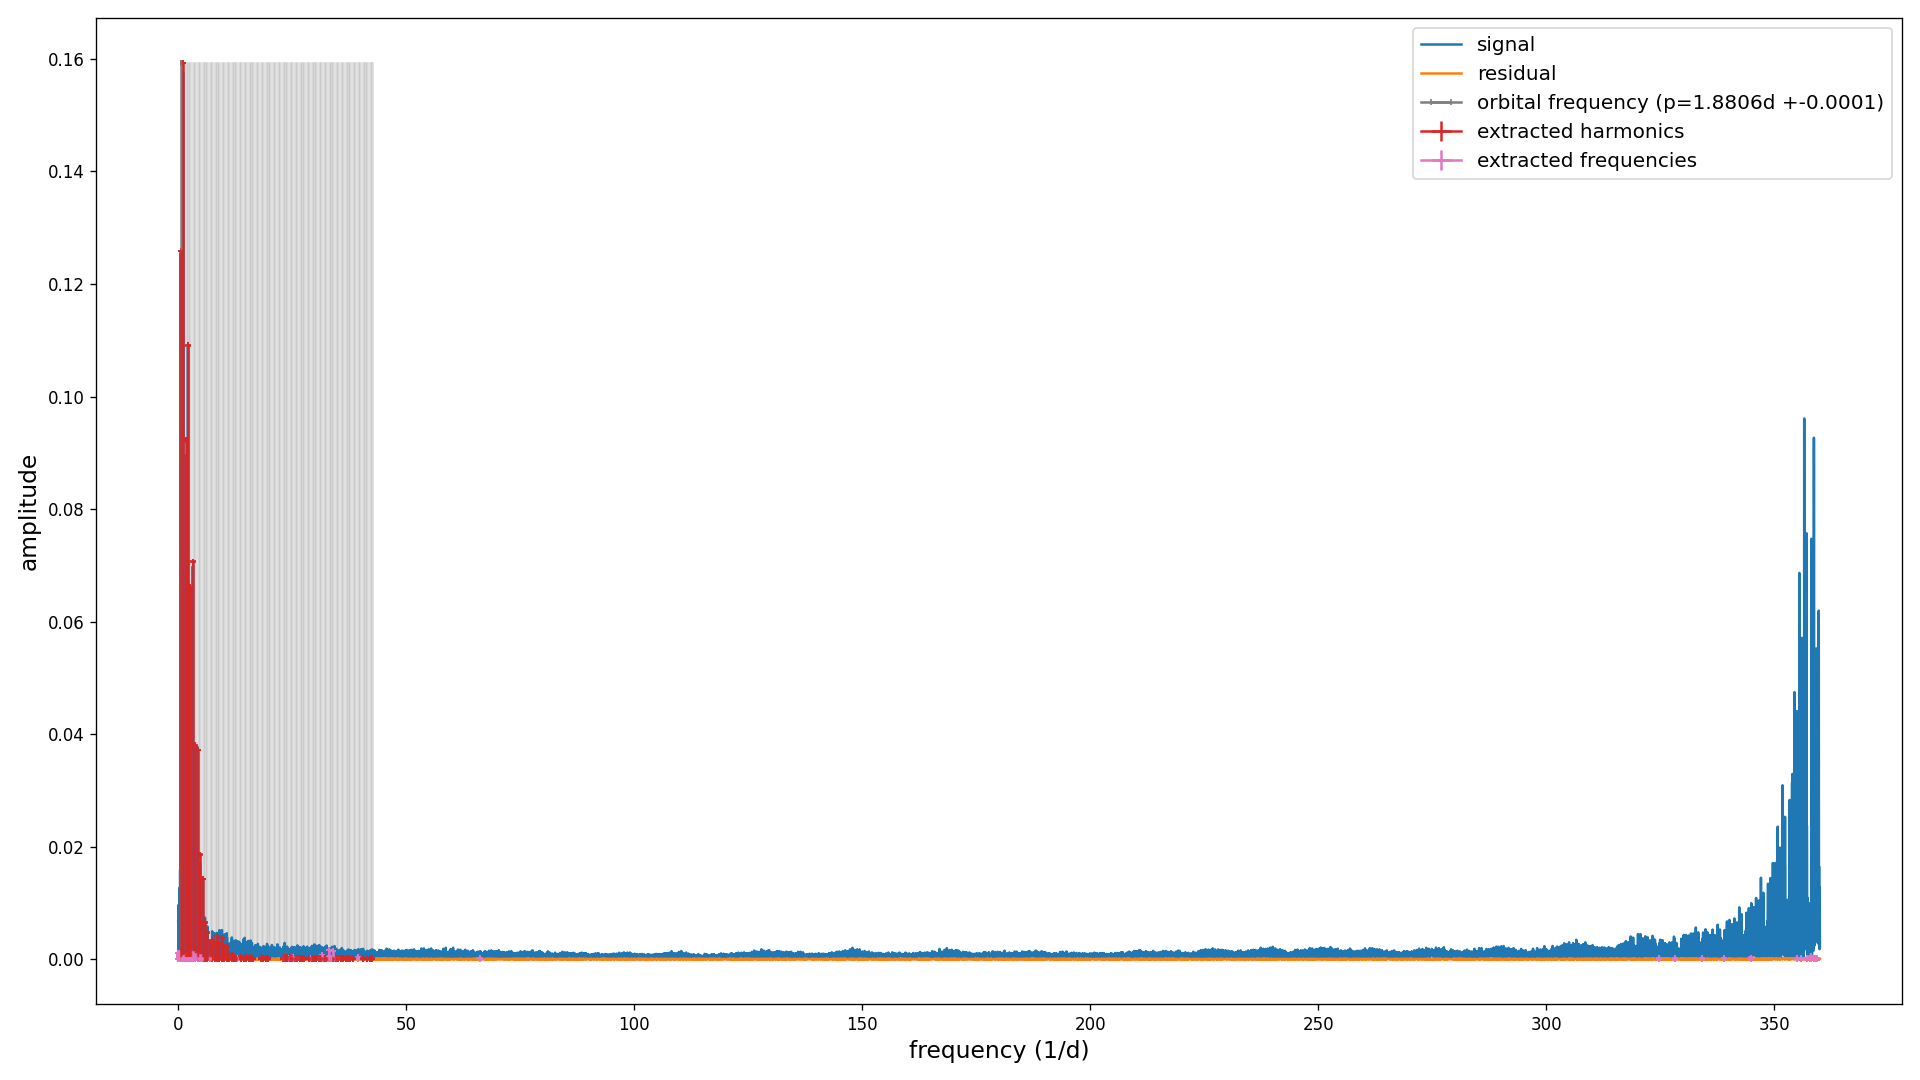 0.16
0.14
0.12
0.10
0.08
0.06
0.04
0.02
0.00
amplitude
0 50 100 150 200 250 300 350
frequency (1/d)
signal
residual
orbital frequency (p=1.8806d +-0.0001)
extracted harmonics
extracted frequencies